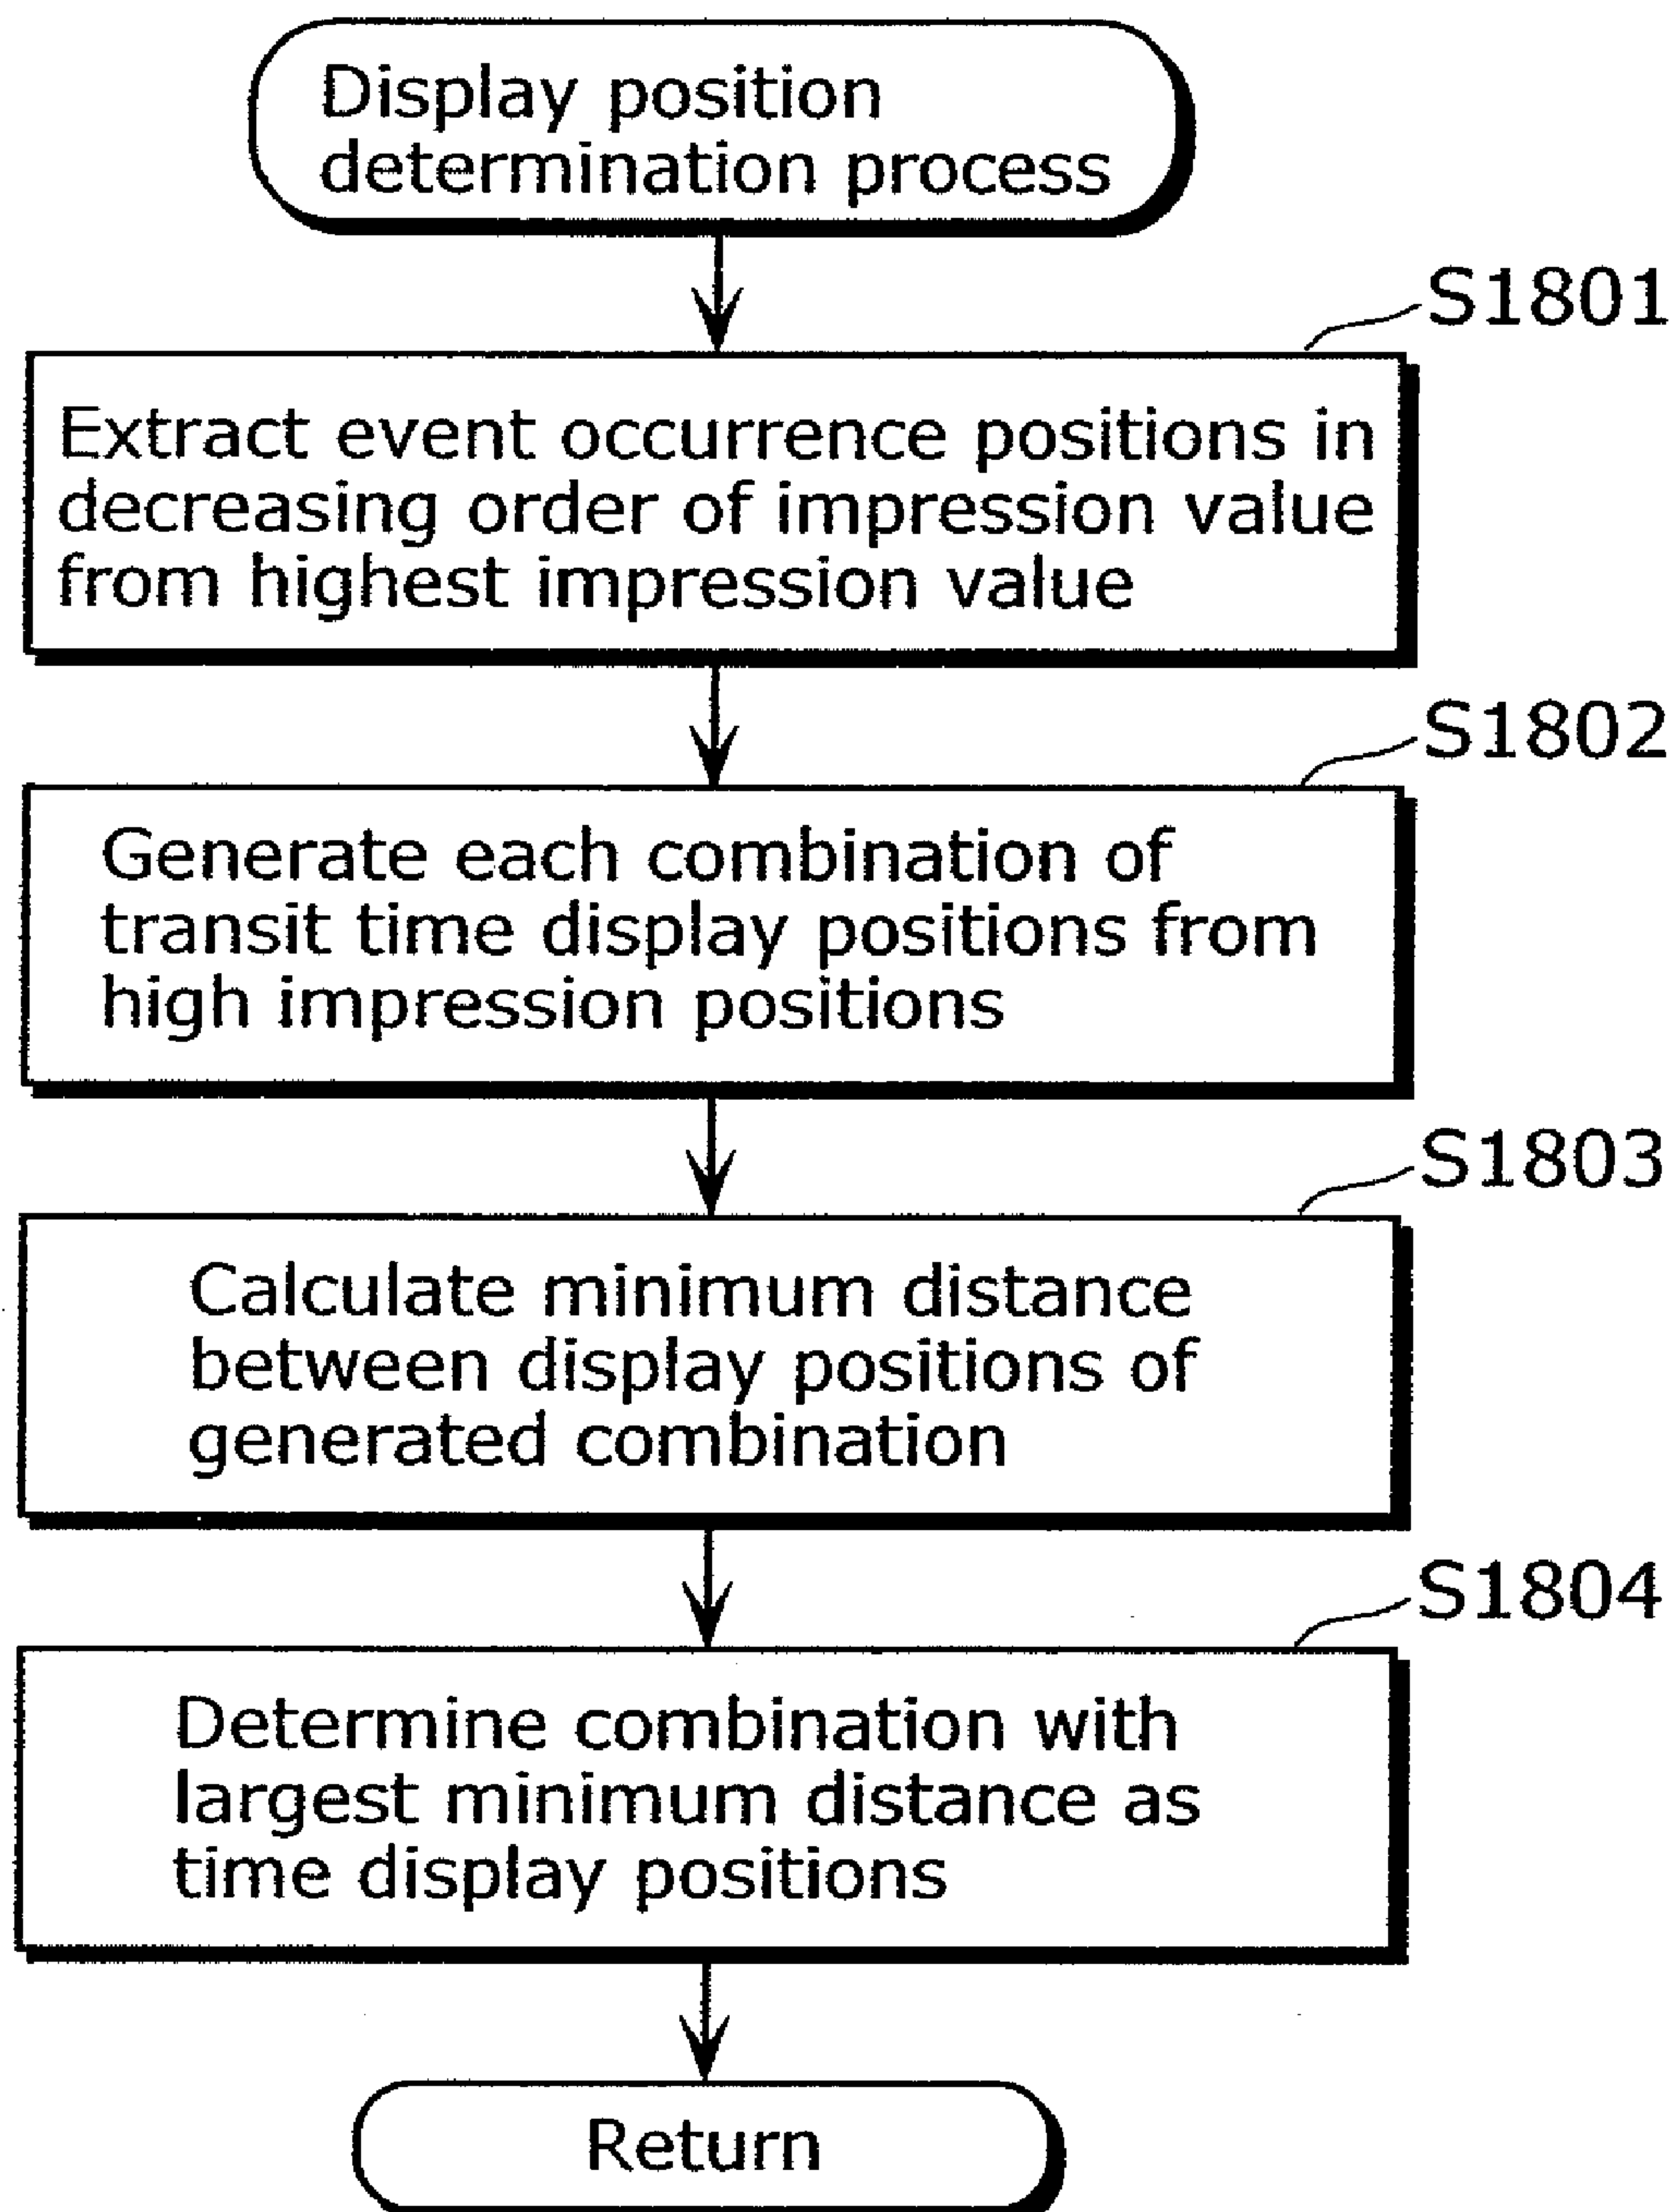 Display position
determination process
S1801
Extract event occurrence positions in
decreasing order of impression value
from highest impression value
S1802
Generate each combination of
transit time display positions from
high impression positions
S1803
Calculate minimum distance
between display positions of
generated combination
S1804
Determine combination with
largest minimum distance as
time display positions
Return